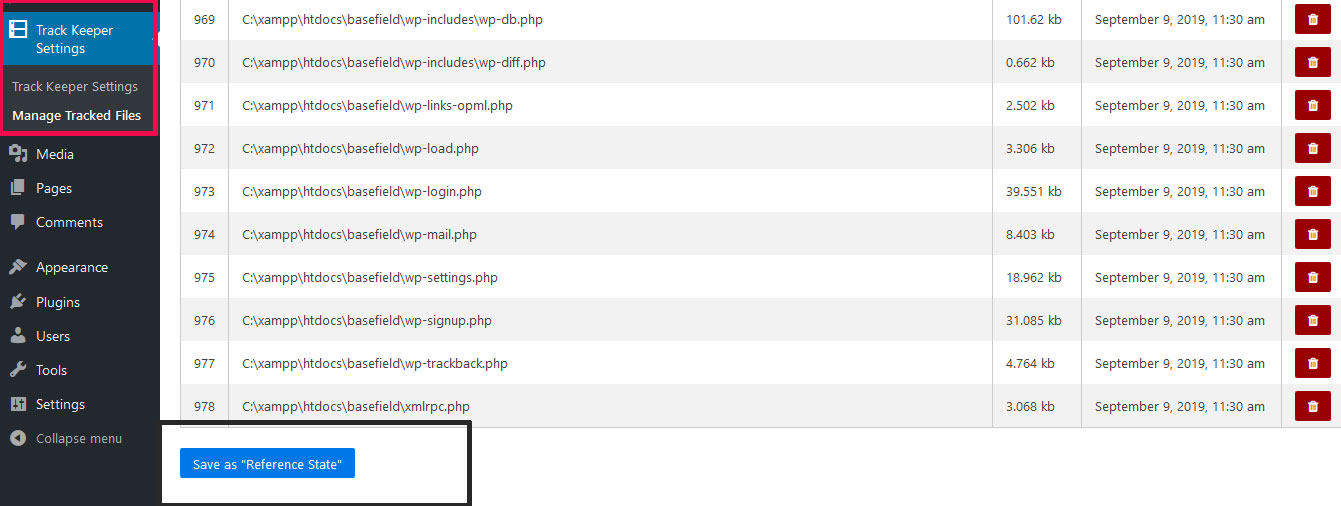 Track Keeper
Settings
Track Keeper Settings
Manage Tracked Files
Media
Pages
Comments
Appearance
Plugins
Users
Tools
Settings
Collapse menu
969 C:\xampp\htdocs\basefield\wp-includes\wp-db.php 101.62 kb September 9, 2019, 11:30 am
970 C:\xampp\htdocs\basefield\wp-includes\wp-diff.php 0.662 kb September 9, 2019, 11:30 am
971 C:\xampp\htdocs\basefield\wp-links-opml.php 2.502 kb September 9, 2019, 11:30 am
972 C:\xampp\htdocs\basefield\wp-load.php 3.306 kb September 9, 2019, 11:30 am
973 C:\xampp\htdocs\basefield\wp-login.php 39.551 kb September 9, 2019, 11:30 am
974 C:\xampp\htdocs\basefield\wp-mail.php 8.403 kb September 9, 2019, 11:30 am
975 C:\xampp\htdocs\basefield\wp-settings.php 18.962 kb September 9, 2019, 11:30 am
976 C:\xampp\htdocs\basefield\wp-signup.php 31.085 kb September 9, 2019, 11:30 am
977 C:\xampp\htdocs\basefield\wp-trackback.php 4.764 kb September 9, 2019, 11:30 am
978 C:\xampp\htdocs\basefield\xmlrpc.php 3.068 kb September 9, 2019, 11:30 am
Save as "Reference State"